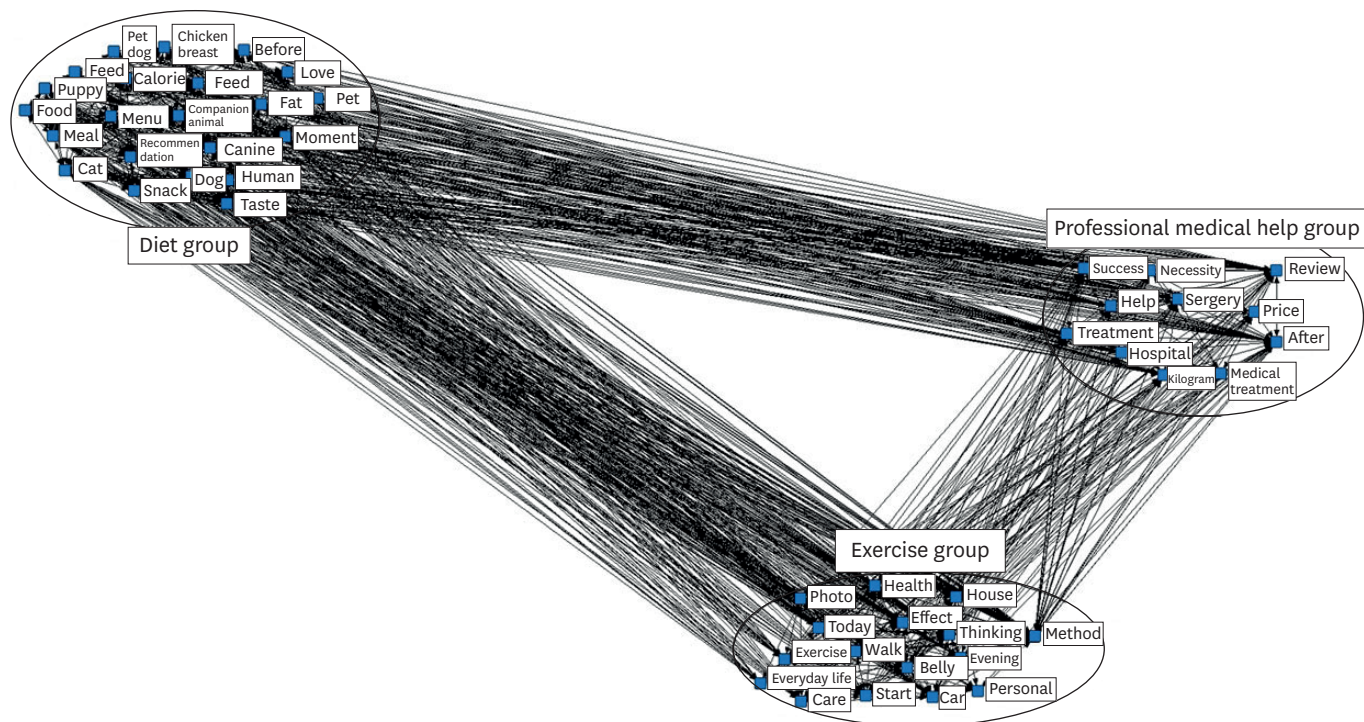 Pet
dog
Chicken
breast
Before
Feed
Calorie
Feed
Love
Puppy
Fat
Pet
Food
Menu
Companion
animal
Meal
Moment
Recommen
dation
Canine
Cat
Snack
Dog
Human
Taste
Diet group
Professional medical help group
Success
Necessity
Review
Help
Sergery
Price
Treatment
After
Hospital
Kilogram
Medical
treatment
Exercise group
Photo
Health
House
Today
Effect
Thinking
Method
Exercise
Walk
Evening
Belly
Everyday life
Care
Start
Car
Personal